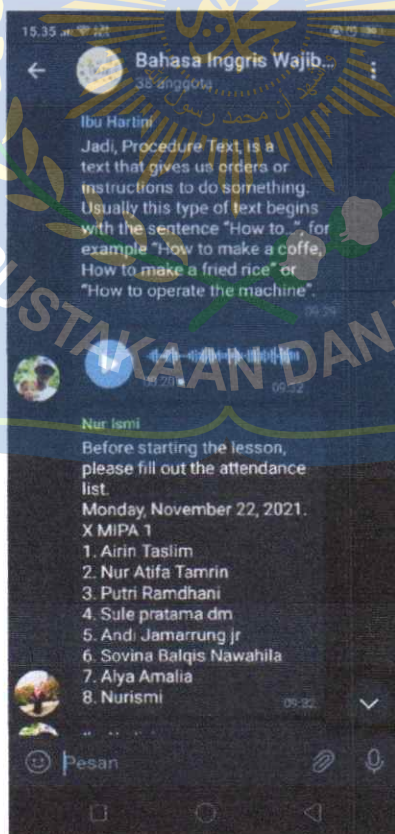 15.35
Bahasa Inggris Wajib...
38 anggota
Ibu Hartini
Jadi, Procedure Text, is a
text that gives us orders or
instructions to do something.
Usually this type of text begins
with the sentence "How to...", for
example "How to make a coffe,
How to make a fried rice" or
"How to operate the machine".
09.29
09.32
Nur Ismi
Before starting the lesson,
please fill out the attendance
list.
Monday, November 22, 2021.
X MIPA 1
1. Airin Taslim
2. Nur Atifa Tamrin
3. Putri Ramdhani
4. Sule pratama dm
5. Andi Jamarrung jr
6. Sovina Balqis Nawahila
7. Alya Amalia
8. Nurismi
09.32
Pesan